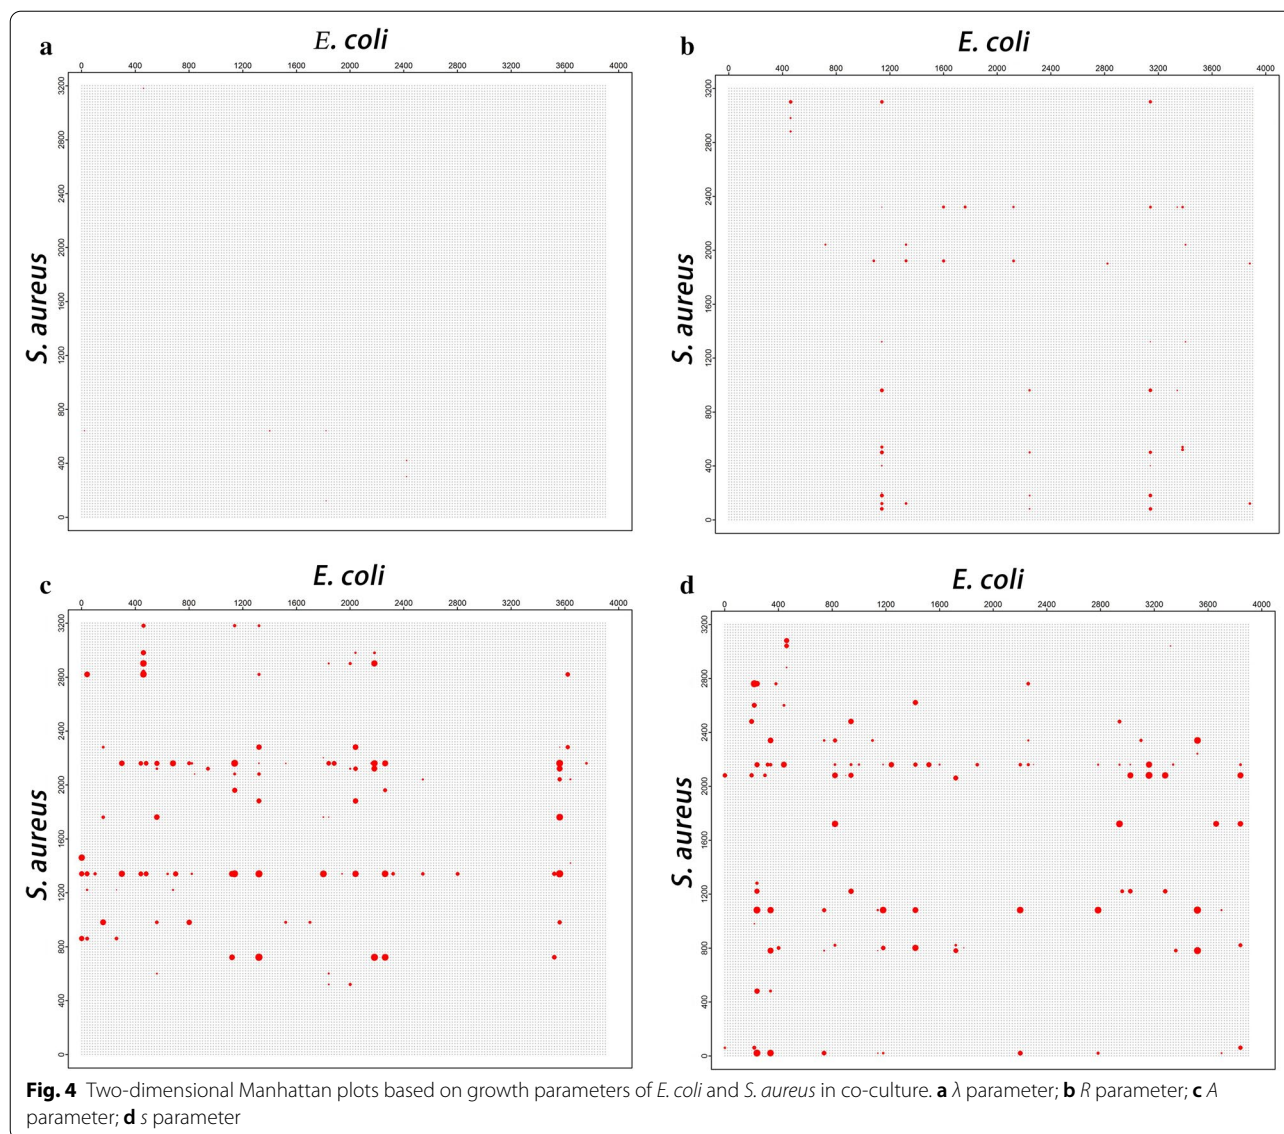 a
E. coli
0 400 800 1200 1600 2000 2400 2800 3200 3600 4000
S. aureus
3200
2800
2400
2000
1600
1200
800
400
0
b
E. coli
0 400 800 1200 1600 2000 2400 2800 3200 3600 4000
S. aureus
3200
2800
2400
2000
1600
1200
800
400
0
c
E. coli
0 400 800 1200 1600 2000 2400 2800 3200 3600 4000
S. aureus
3200
2800
2400
2000
1600
1200
800
400
0
d
E. coli
0 400 800 1200 1600 2000 2400 2800 3200 3600 4000
S. aureus
3200
2800
2400
2000
1600
1200
800
400
0
Fig. 4 Two-dimensional Manhattan plots based on growth parameters of E. coli and S. aureus in co-culture. a λ parameter; b R parameter; c A
parameter; d s parameter